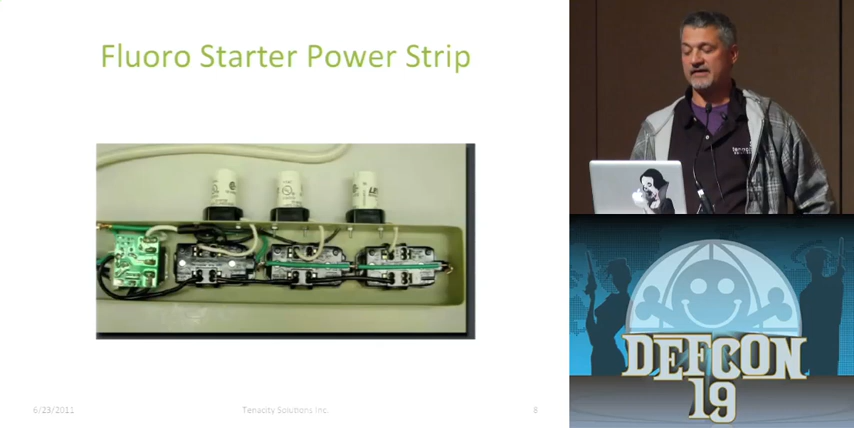 Fluoro Starter Power Strip
6/23/2011
Tenacity Solutions Inc.
8
DEFCON
19